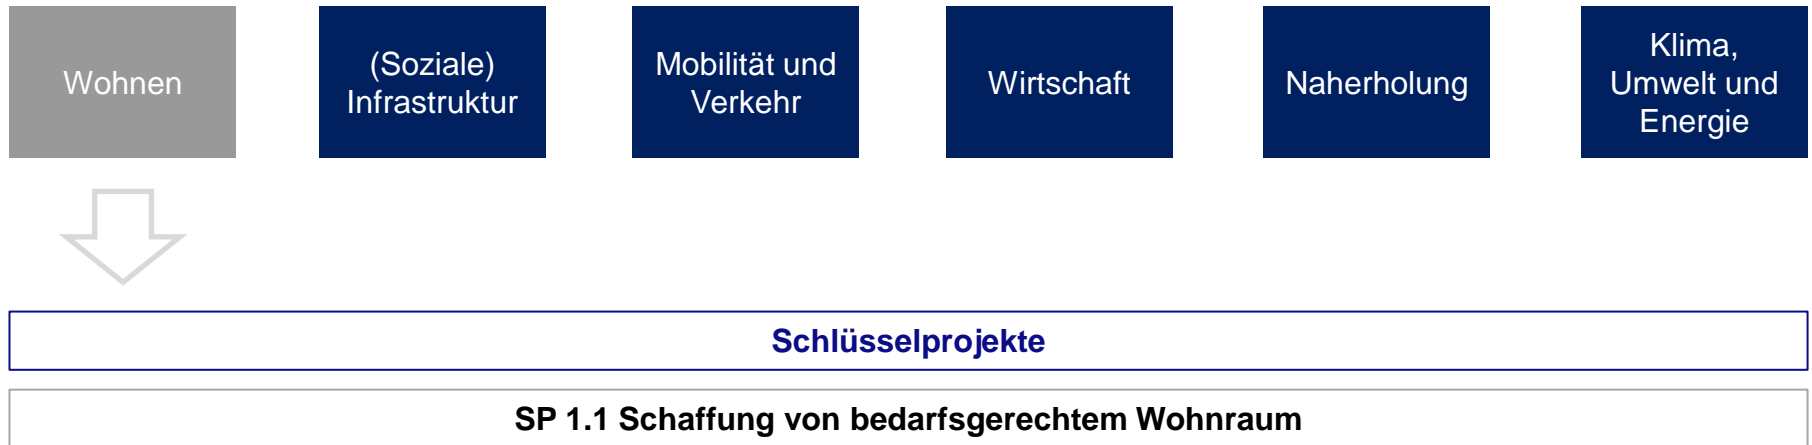 Wohnen
(Soziale)
Infrastruktur
Mobilität und
Verkehr
Wirtschaft
Naherholung
Klima,
Umwelt und
Energie
Schlüsselprojekte
SP 1.1 Schaffung von bedarfsgerechtem Wohnraum